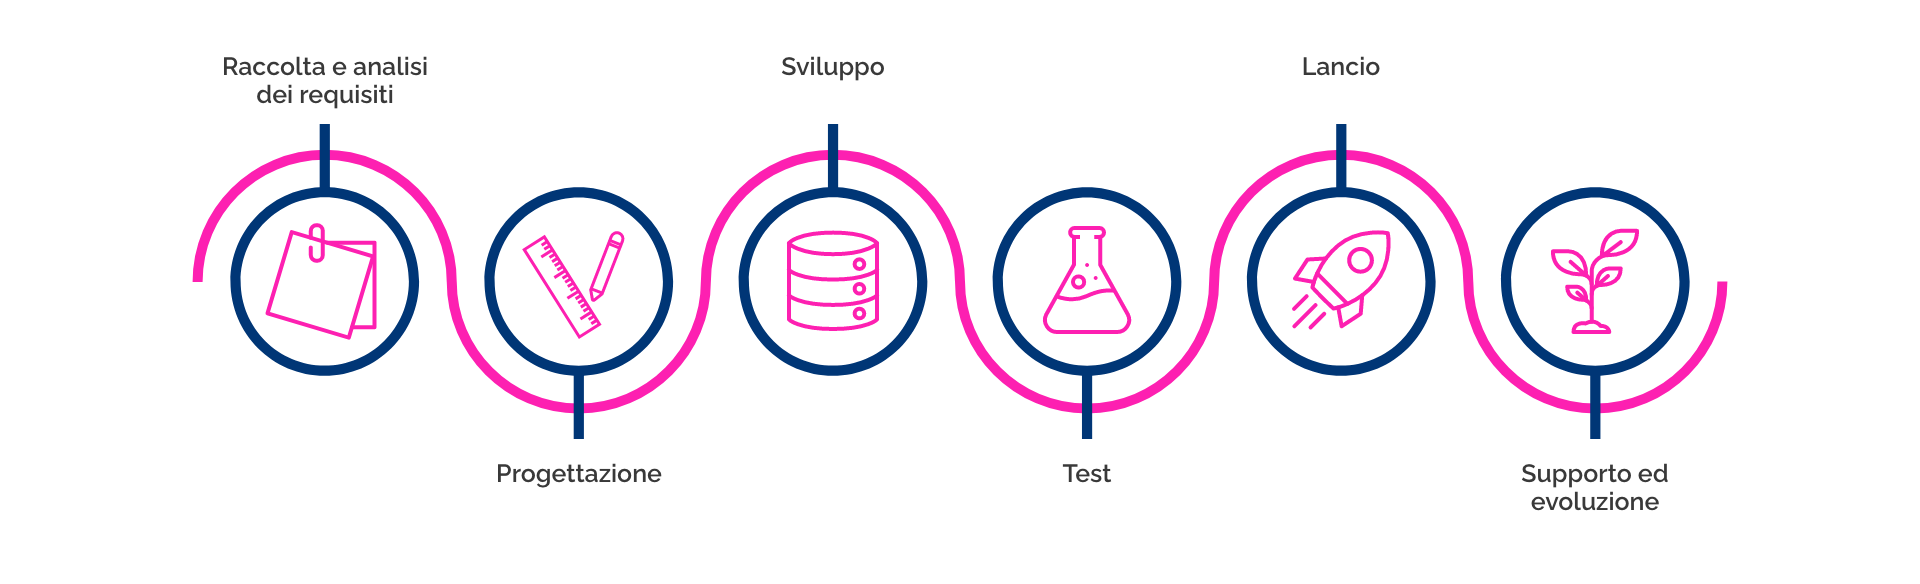 Raccolta e analisi
dei requisiti
Progettazione
Sviluppo
Test
Lancio
Supporto ed
evoluzione